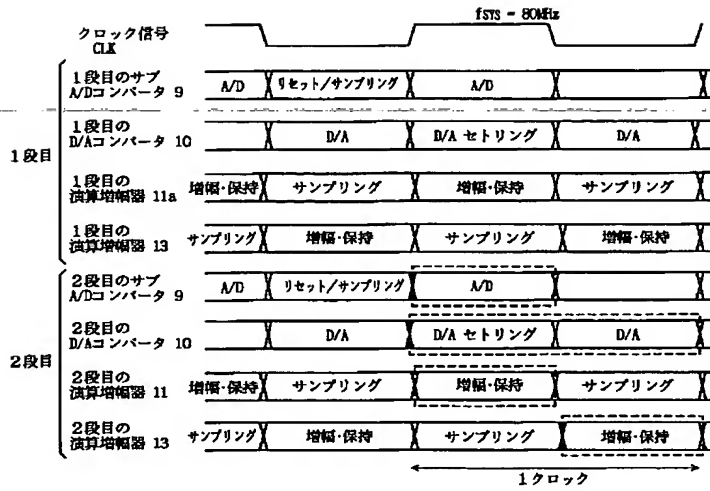 fSYS = 80MHz
クロック信号
CLK
1段目
1段目のサブ
A/Dコンバータ 9
A/D リセット/サンプリング A/D
1段目の
D/Aコンバータ 10
D/A D/A セトリング D/A
1段目の
演算増幅器 11a
増幅・保持 サンプリング 増幅・保持 サンプリング
1段目の
演算増幅器 13
サンプリング 増幅・保持 サンプリング 増幅・保持
2段目
2段目のサブ
A/Dコンバータ 9
A/D リセット/サンプリング A/D
2段目の
D/Aコンバータ 10
D/A D/A セトリング D/A
2段目の
演算増幅器 11
増幅・保持 サンプリング 増幅・保持 サンプリング
2段目の
演算増幅器 13
サンプリング 増幅・保持 サンプリング 増幅・保持
1クロック